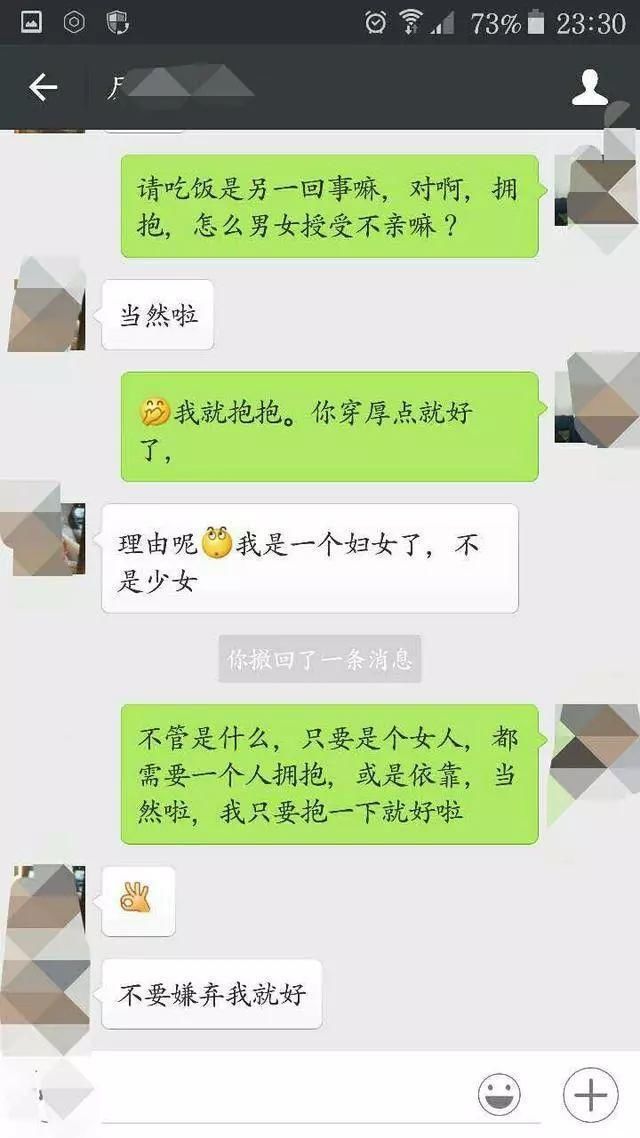 73% 23:30
请吃饭是另一回事嘛，对啊，拥
抱，怎么男女授受不亲嘛？
当然啦
🤭我就抱抱。你穿厚点就好
了，
理由呢🙄我是一个妇女了，不
是少女
你撤回了一条消息
不管是什么，只要是个女人，都
需要一个人拥抱，或是依靠，当
然啦，我只要抱一下就好啦
👌
不要嫌弃我就好